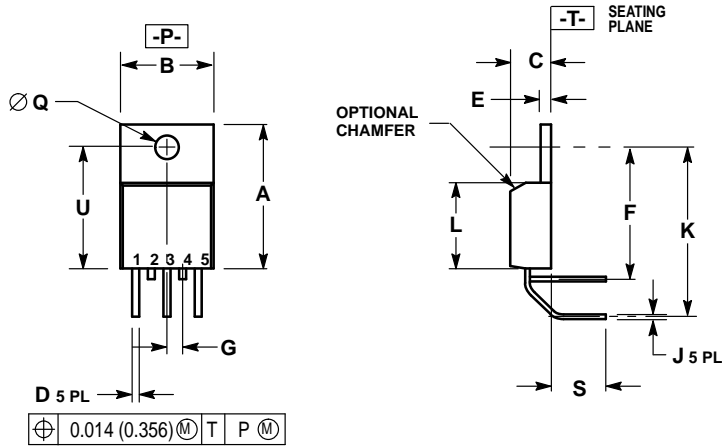 -T- SEATING
PLANE
-P-
B
C
E
Ø Q
OPTIONAL
CHAMFER
U
A
L
F
K
1 2 3 4 5
G
D 5 PL
J 5 PL
S
⌖ 0.014 (0.356) Ⓜ T P Ⓜ